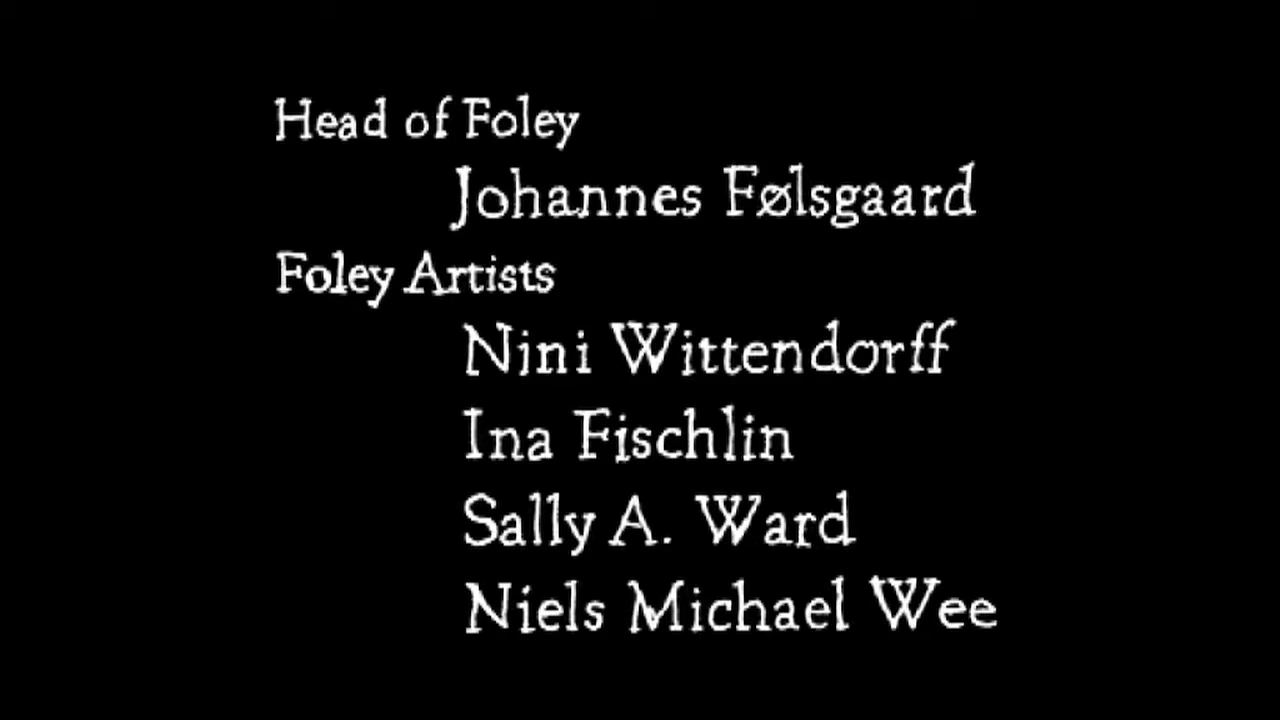 Head of Foley
Johannes Følsgaard
Foley Artists
Nini Wittendorff
Ina Fischlin
Sally A. Ward
Niels Michael Wee